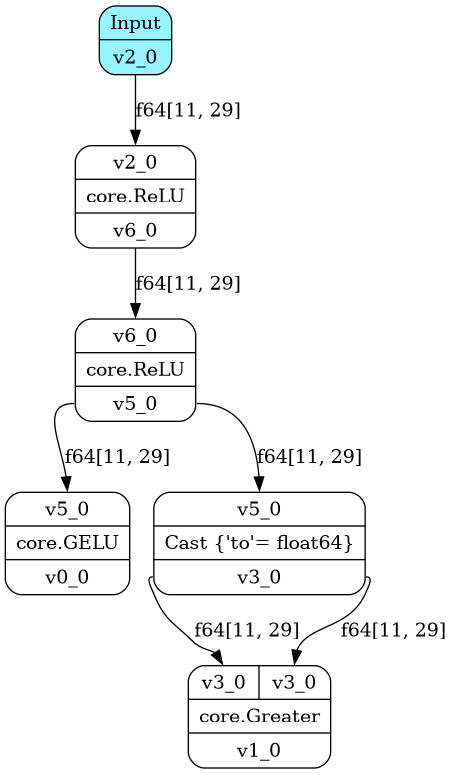 Input
v2_0
f64[11, 29]
v2_0
core.ReLU
v6_0
f64[11, 29]
v6_0
core.ReLU
v5_0
f64[11, 29]
f64[11, 29]
v5_0
core.GELU
v0_0
v5_0
Cast {'to'= float64}
v3_0
f64[11, 29]
f64[11, 29]
v3_0
v3_0
core.Greater
v1_0